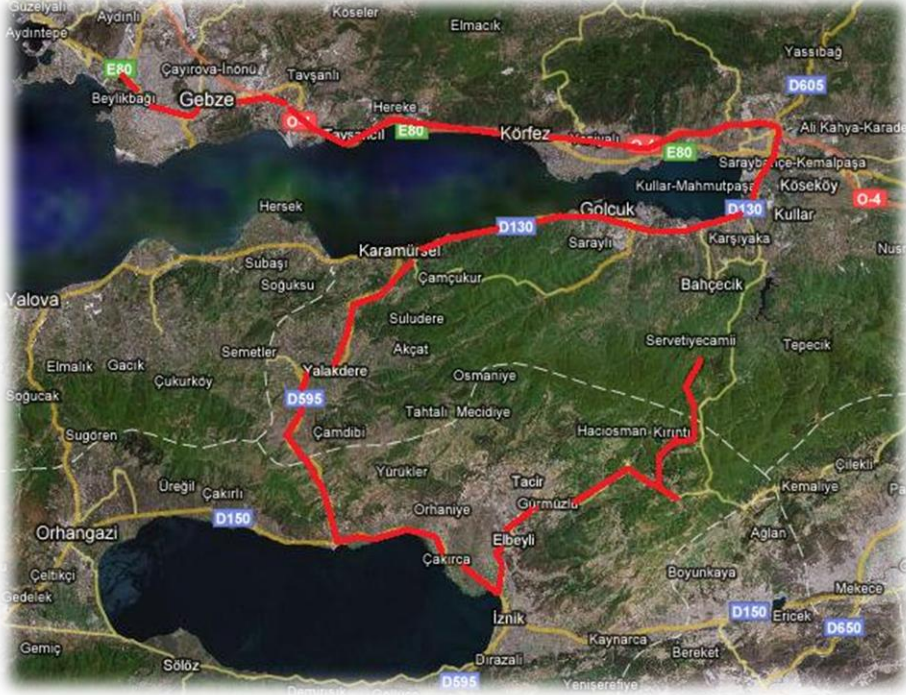 Güzelyalı
Aydınlı
Köseler
Elmacık
Aydıntepe
Yassıbağ
E80
Çayırova-İnönü
Tavşanlı
D605
Beylikbağı
Gebze
Hereke
Tavşancıl
E80
Körfez
E80
Ali Kahya-Karade
Saraybahçe-Kemalpaşa
Kullar-Mahmutpaşa
Köseköy
O-4
Hersek
Gölcük
D130
Kullar
D130
Saraylı
Karşıyaka
Karamürsel
Subaşı
Soğuksu
Çamçukur
Bahçecik
Yalova
Suludere
Servetiyecamii
Tepecik
Semetler
Akçat
Elmalık
Gacık
Yalakdere
Çukurköy
Osmaniye
Soğucak
D595
Tahtalı
Mecidiye
Sugören
Çamdibi
Hacıosman
Kırıntı
Yürükler
Çilekli
Üreğil
Çakırlı
Tacir
Kemaliye
Gürmüzlü
D150
Orhaniye
Orhangazi
Elbeyli
Ağlan
Çakırca
Çeltikçi
Boyunkaya
Gedelek
Mekece
D150
Ericek
İznik
D650
Kaynarca
Gemiç
Bereket
Sölöz
Dırazali
D595
Yenişerefiye